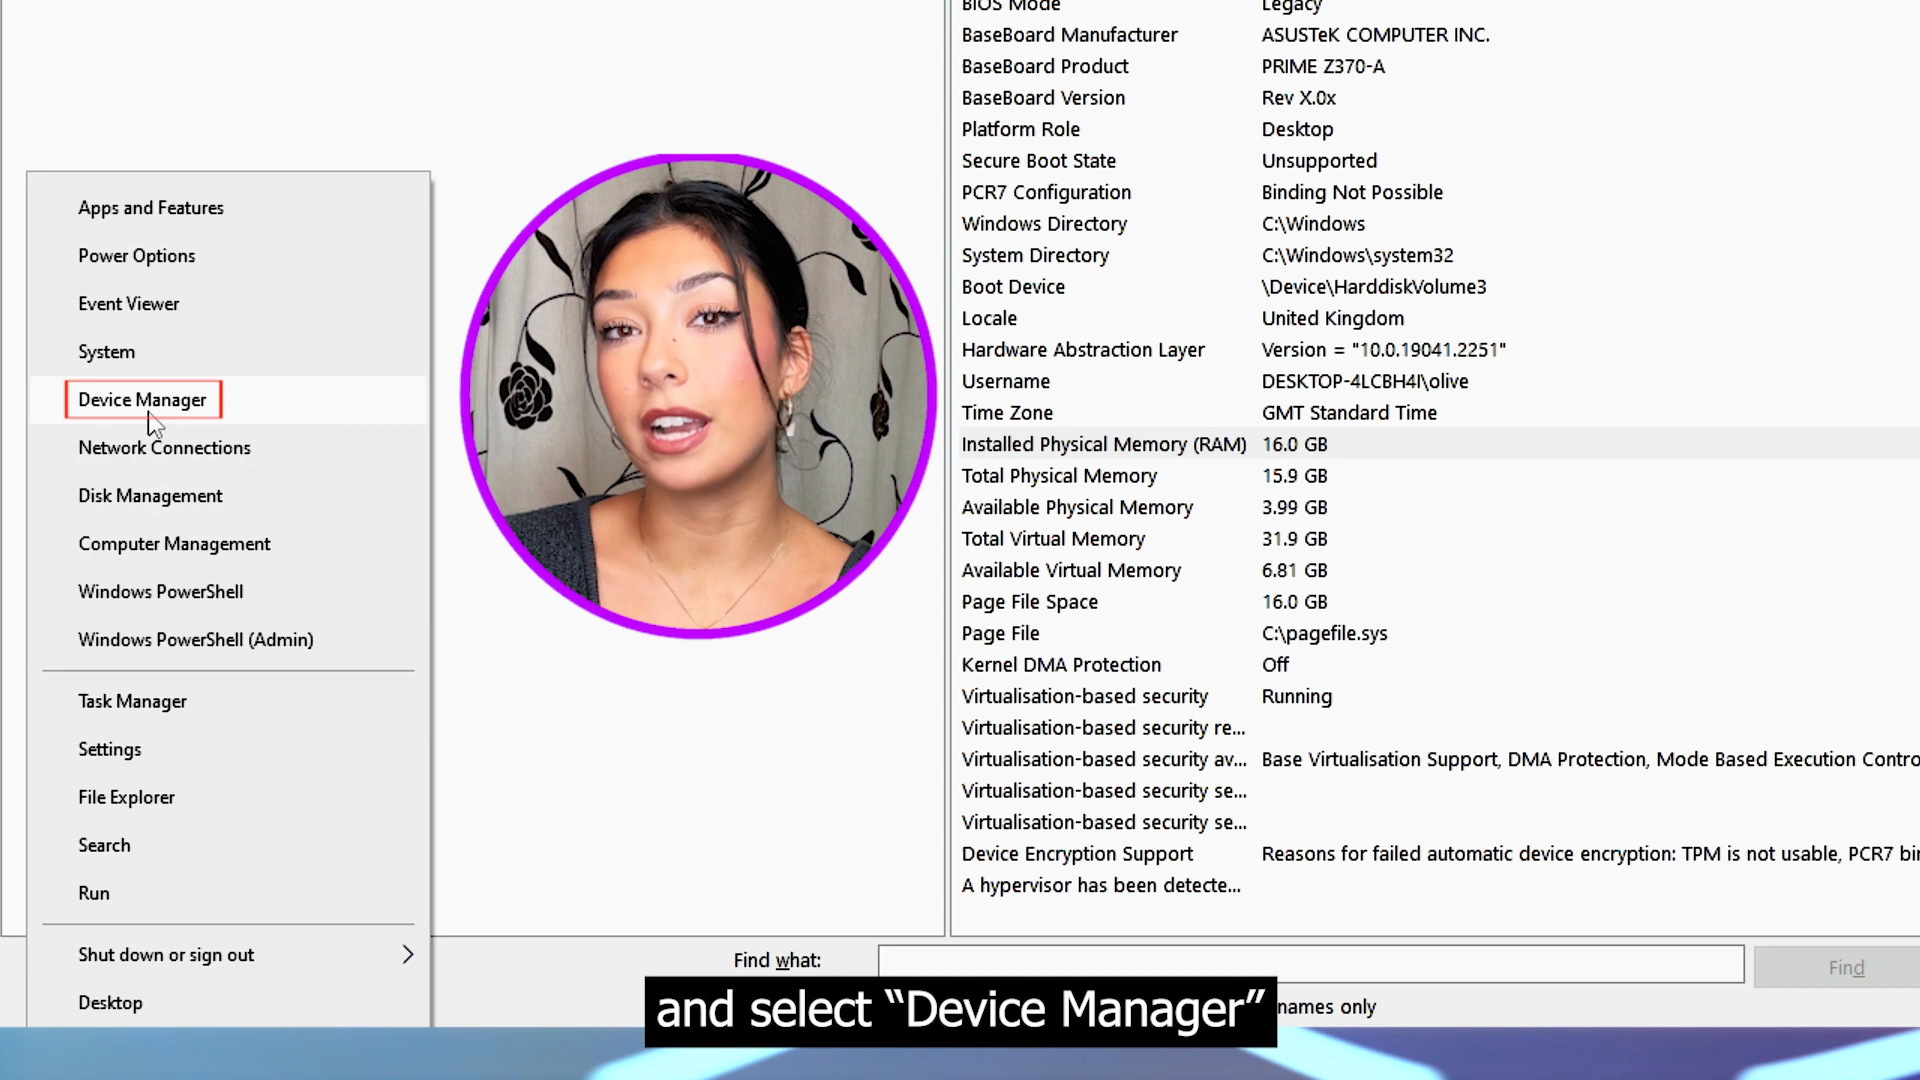 Apps and Features
Power Options
Event Viewer
System
Device Manager
Network Connections
Disk Management
Computer Management
Windows PowerShell
Windows PowerShell (Admin)
Task Manager
Settings
File Explorer
Search
Run
Shut down or sign out
Desktop
BIOS Mode Legacy
BaseBoard Manufacturer ASUSTeK COMPUTER INC.
BaseBoard Product PRIME Z370-A
BaseBoard Version Rev X.0x
Platform Role Desktop
Secure Boot State Unsupported
PCR7 Configuration Binding Not Possible
Windows Directory C:\Windows
System Directory C:\Windows\system32
Boot Device \Device\HarddiskVolume3
Locale United Kingdom
Hardware Abstraction Layer Version = "10.0.19041.2251"
Username DESKTOP-4LCBH4I\olive
Time Zone GMT Standard Time
Installed Physical Memory (RAM) 16.0 GB
Total Physical Memory 15.9 GB
Available Physical Memory 3.99 GB
Total Virtual Memory 31.9 GB
Available Virtual Memory 6.81 GB
Page File Space 16.0 GB
Page File C:\pagefile.sys
Kernel DMA Protection Off
Virtualisation-based security Running
Virtualisation-based security re...
Virtualisation-based security av... Base Virtualisation Support, DMA Protection, Mode Based Execution Contro
Virtualisation-based security se...
Virtualisation-based security se...
Device Encryption Support Reasons for failed automatic device encryption: TPM is not usable, PCR7 bin
A hypervisor has been detecte...
Find what: Find
names only
and select “Device Manager”